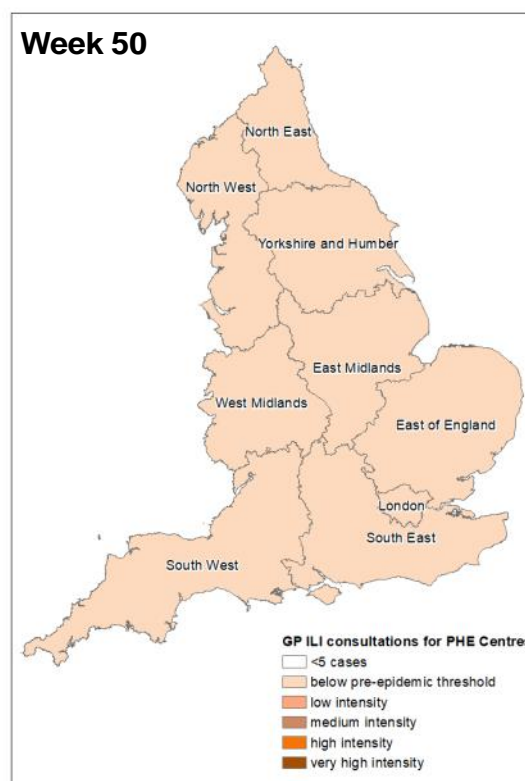 Week 50
North East
North West
Yorkshire and Humber
East Midlands
West Midlands
East of England
London
South East
South West
GP ILI consultations for PHE Centres
<5 cases
below pre-epidemic threshold
low intensity
medium intensity
high intensity
very high intensity